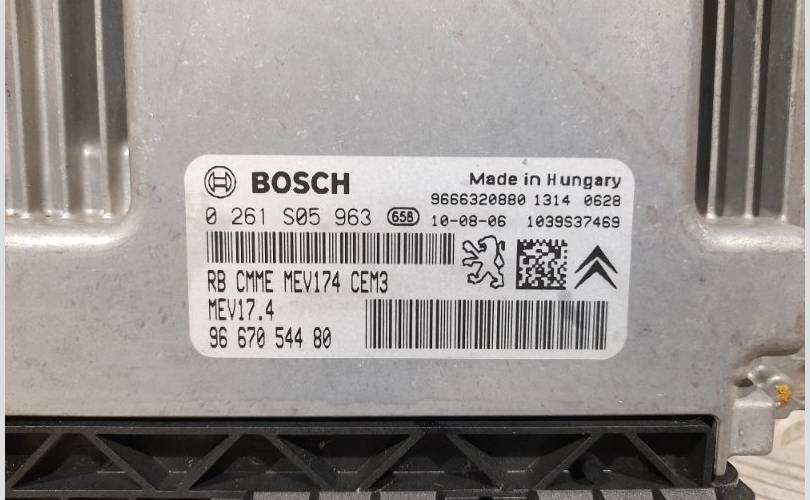 BOSCH
Made in Hungary
9666320880 1314 0628
0 261 S05 963 658
10-08-06 1039S37469
RB CMME MEV174 CEM3
MEV17.4
96 670 544 80